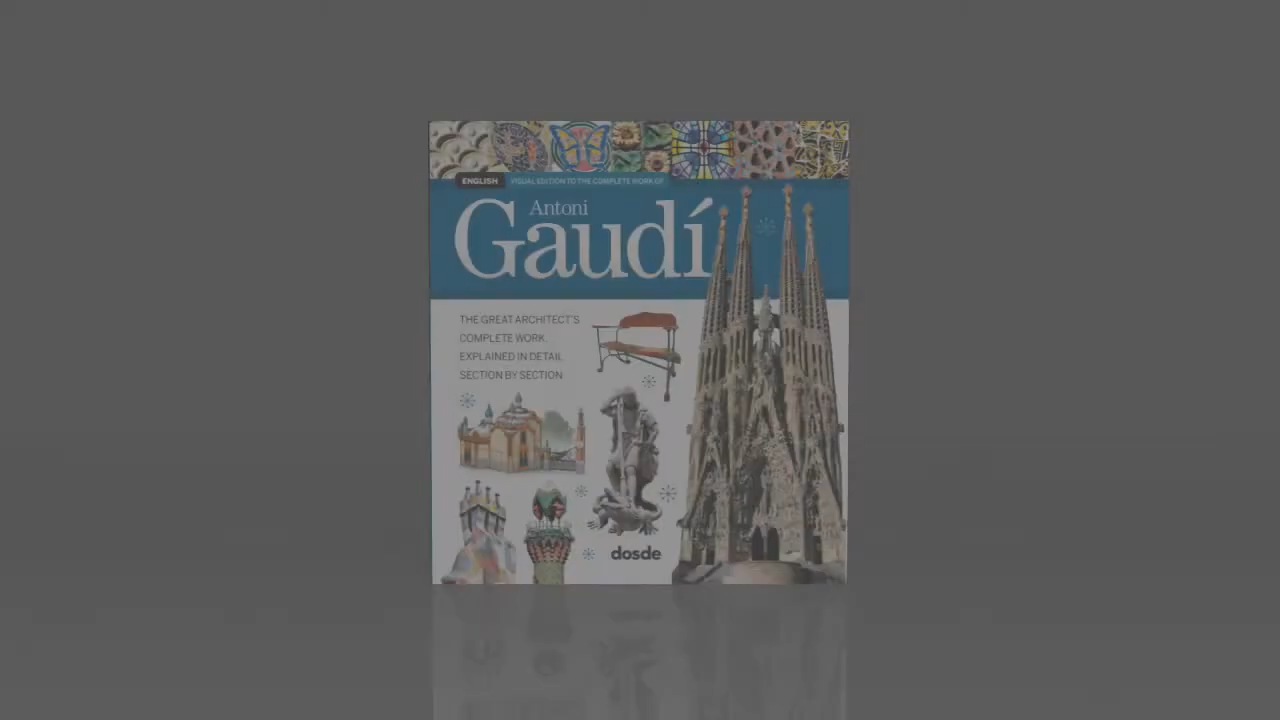 ENGLISH VISUAL EDITION TO THE COMPLETE WORK OF
Antoni
Gaudí
THE GREAT ARCHITECT'S
COMPLETE WORK,
EXPLAINED IN DETAIL
SECTION BY SECTION
dosde